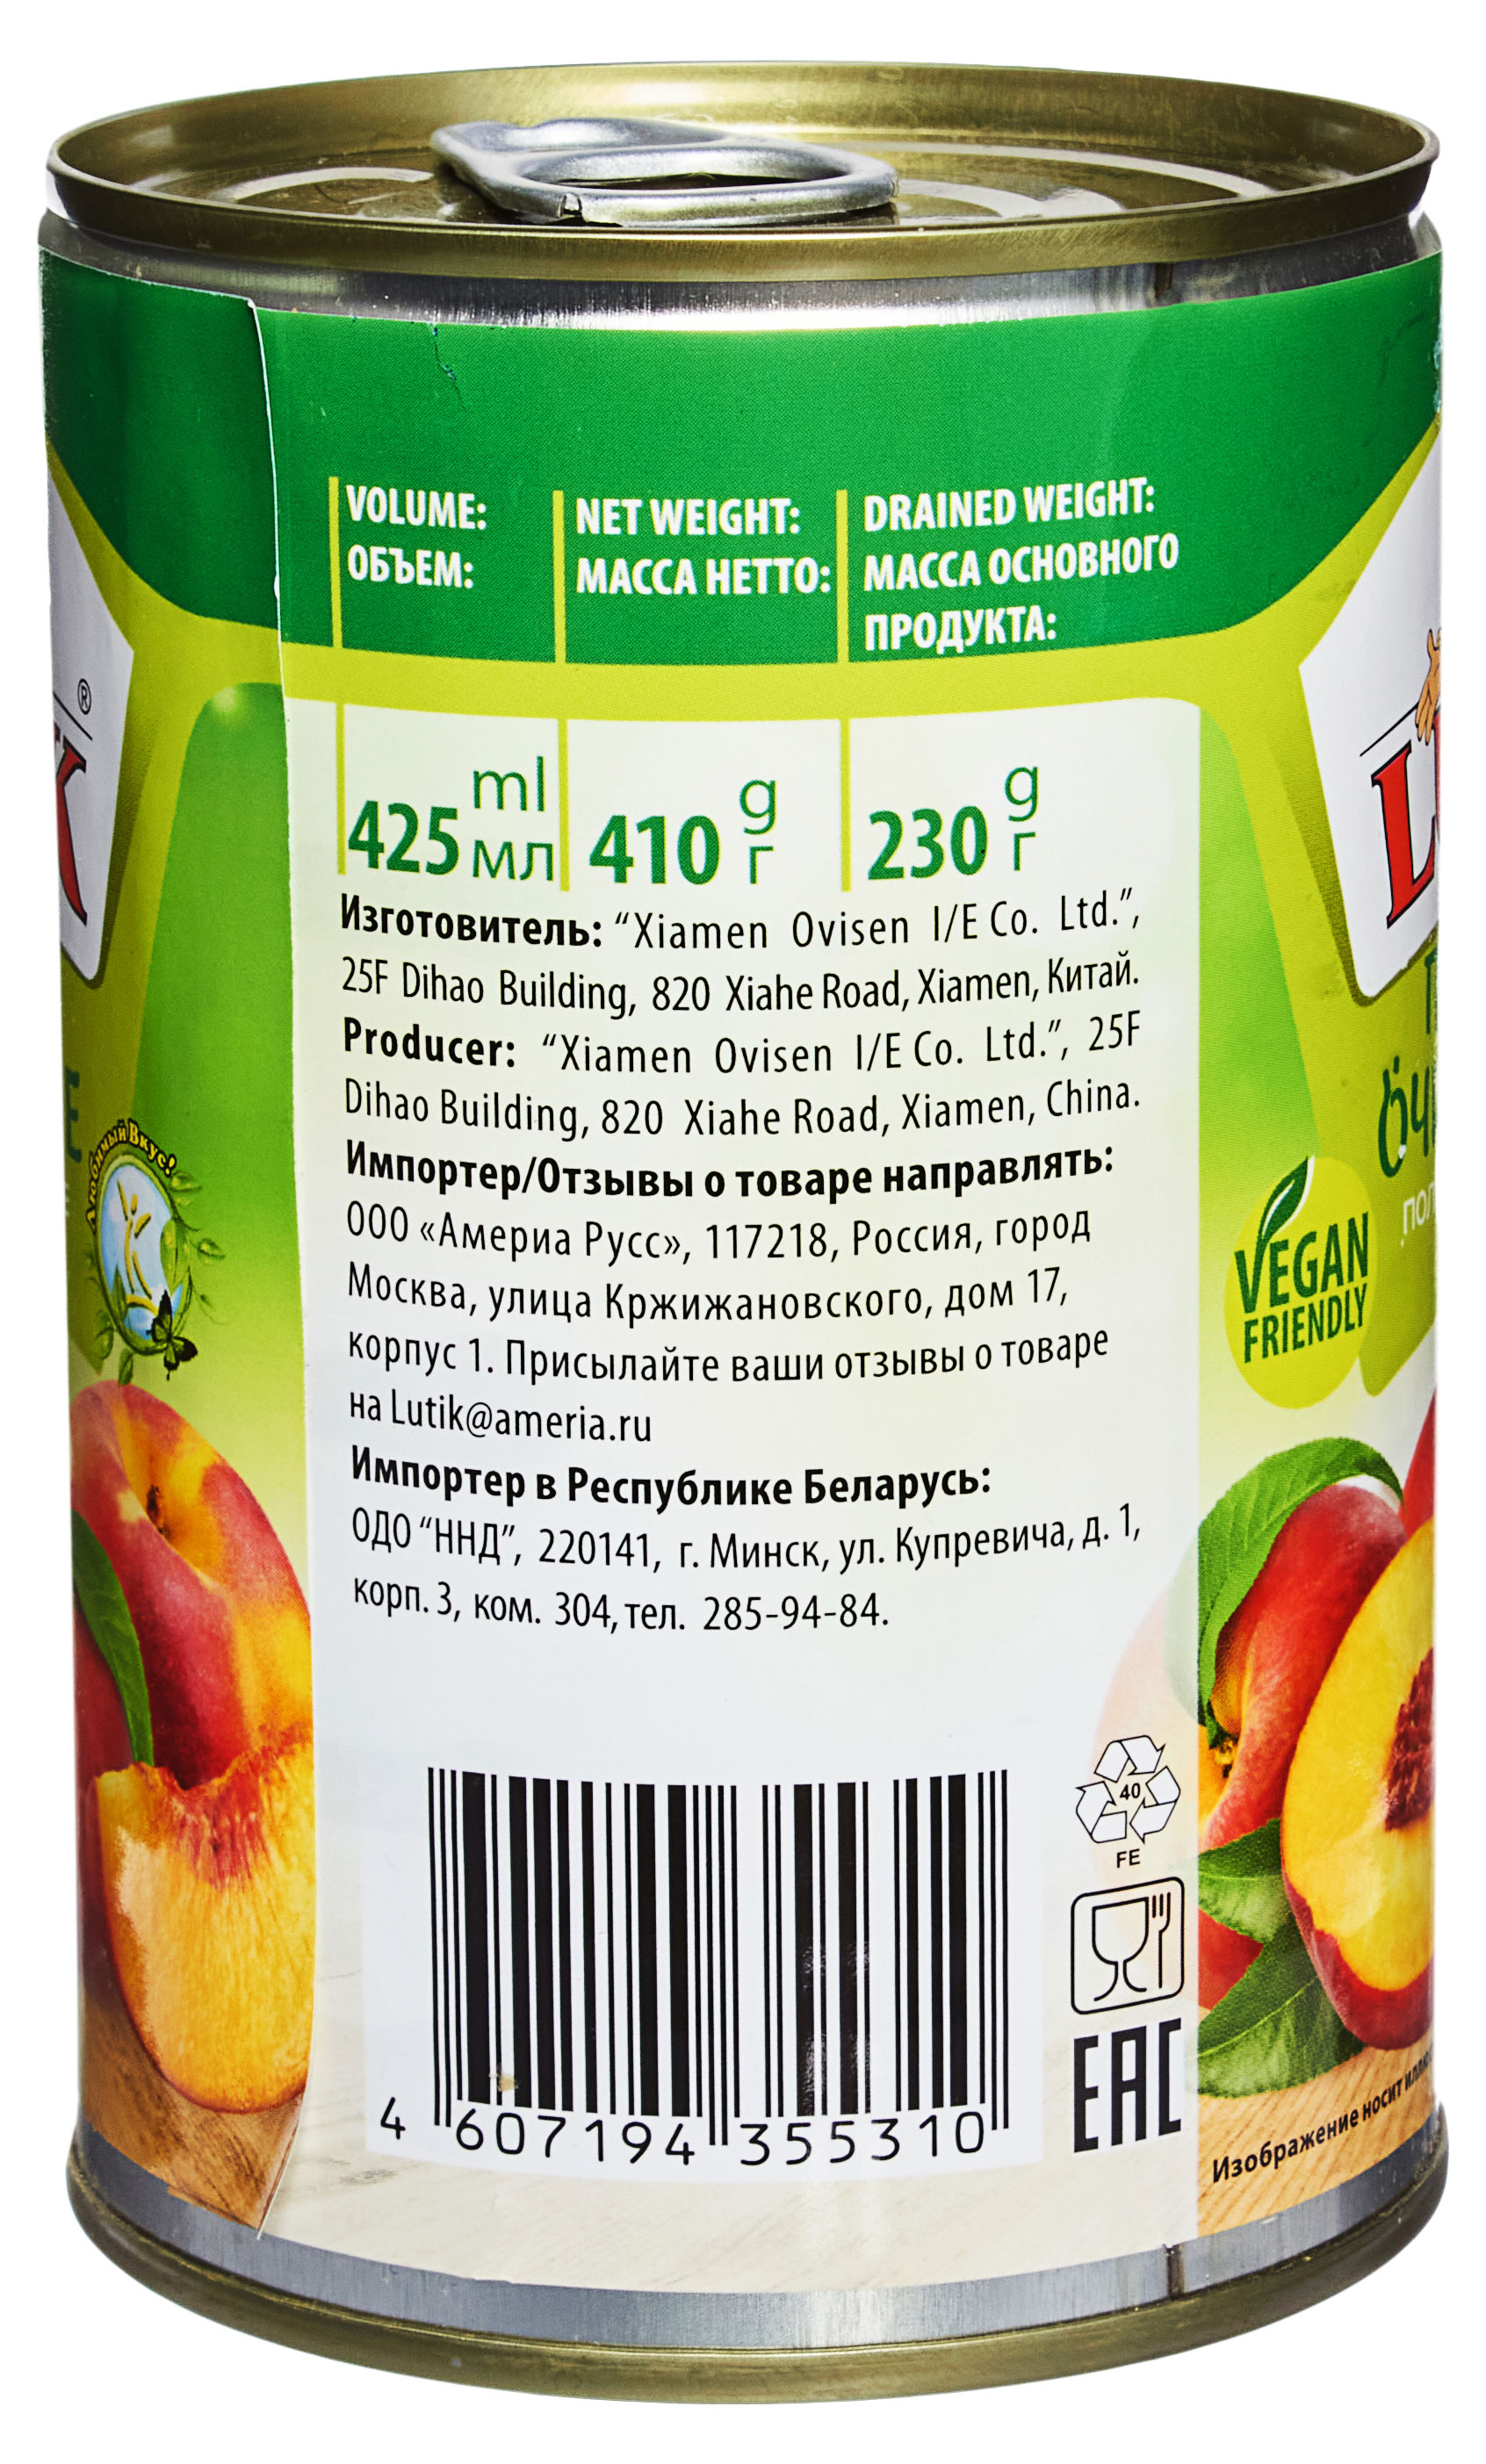 VOLUME:
ОБЪЕМ:
NET WEIGHT:
МАССА НЕТТО:
DRAINED WEIGHT:
МАССА ОСНОВНОГО
ПРОДУКТА:
425 ml мл
410 g г
230 g г
Изготовитель: “Xiamen Ovisen I/E Co. Ltd.”,
25F Dihao Building, 820 Xiahe Road, Xiamen, Китай.
Producer: “Xiamen Ovisen I/E Co. Ltd.”, 25F
Dihao Building, 820 Xiahe Road, Xiamen, China.
Импортер/Отзывы о товаре направлять:
ООО «Америа Русс», 117218, Россия, город
Москва, улица Кржижановского, дом 17,
корпус 1. Присылайте ваши отзывы о товаре
на Lutik@ameria.ru
Импортер в Республике Беларусь:
ОДО “ННД”, 220141, г. Минск, ул. Купревича, д. 1,
корп. 3, ком. 304, тел. 285-94-84.
4 607194 355310
40
FE
EAC
®
Любимый Вкус!
VEGAN
FRIENDLY
Изображение носит